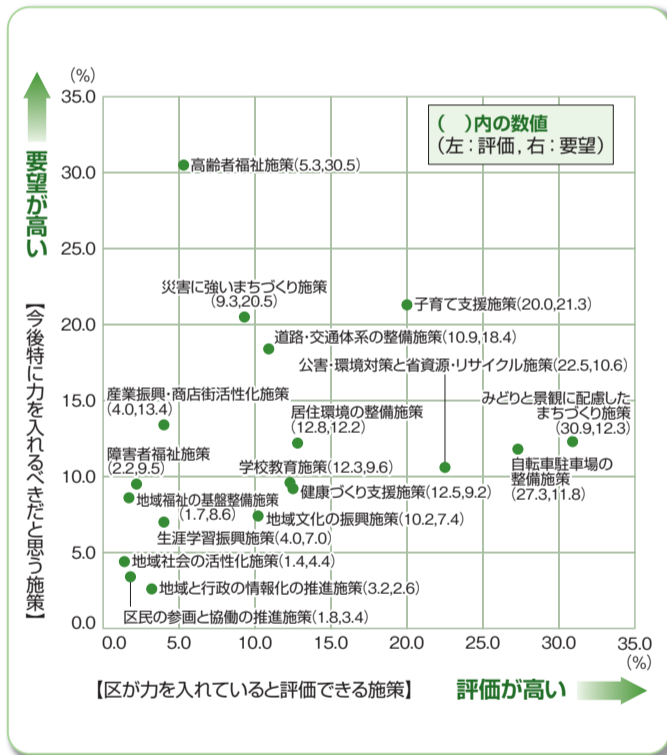 (%)
35.0
30.0
25.0
20.0
15.0
10.0
5.0
0.0
要望が高い
【今後特に力を入れるべきだと思う施策】
(　)内の数値
(左:評価,右:要望)
高齢者福祉施策(5.3,30.5)
災害に強いまちづくり施策
(9.3,20.5)
子育て支援施策(20.0,21.3)
道路・交通体系の整備施策(10.9,18.4)
公害・環境対策と省資源・リサイクル施策(22.5,10.6)
産業振興・商店街活性化施策
(4.0,13.4)
居住環境の整備施策
(12.8,12.2)
みどりと景観に配慮した
まちづくり施策
(30.9,12.3)
障害者福祉施策
(2.2,9.5)
学校教育施策(12.3,9.6)
自転車駐車場の
整備施策
(27.3,11.8)
健康づくり支援施策(12.5,9.2)
地域福祉の基盤整備施策
(1.7,8.6)
地域文化の振興施策(10.2,7.4)
生涯学習振興施策(4.0,7.0)
地域社会の活性化施策(1.4,4.4)
地域と行政の情報化の推進施策(3.2,2.6)
区民の参画と協働の推進施策(1.8,3.4)
0.0 5.0 10.0 15.0 20.0 25.0 30.0 35.0
(%)
【区が力を入れていると評価できる施策】 評価が高い